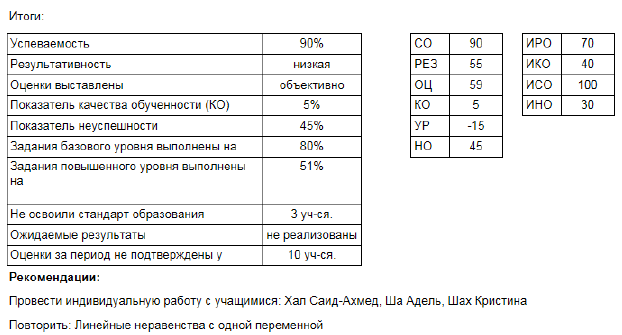 Итоги:
Успеваемость 90%
Результативность низкая
Оценки выставлены объективно
Показатель качества обученности (КО) 5%
Показатель неуспешности 45%
Задания базового уровня выполнены на 80%
Задания повышенного уровня выполнены 51%
на
Не освоили стандарт образования 3 уч-ся.
Ожидаемые результаты не реализованы
Оценки за период не подтверждены у 10 уч-ся.
СО 90
РЕЗ 55
ОЦ 59
КО 5
УР -15
НО 45
ИРО 70
ИКО 40
ИСО 100
ИНО 30
Рекомендации:
Провести индивидуальную работу с учащимися: Хал Саид-Ахмед, Ша Адель, Шах Кристина
Повторить: Линейные неравенства с одной переменной